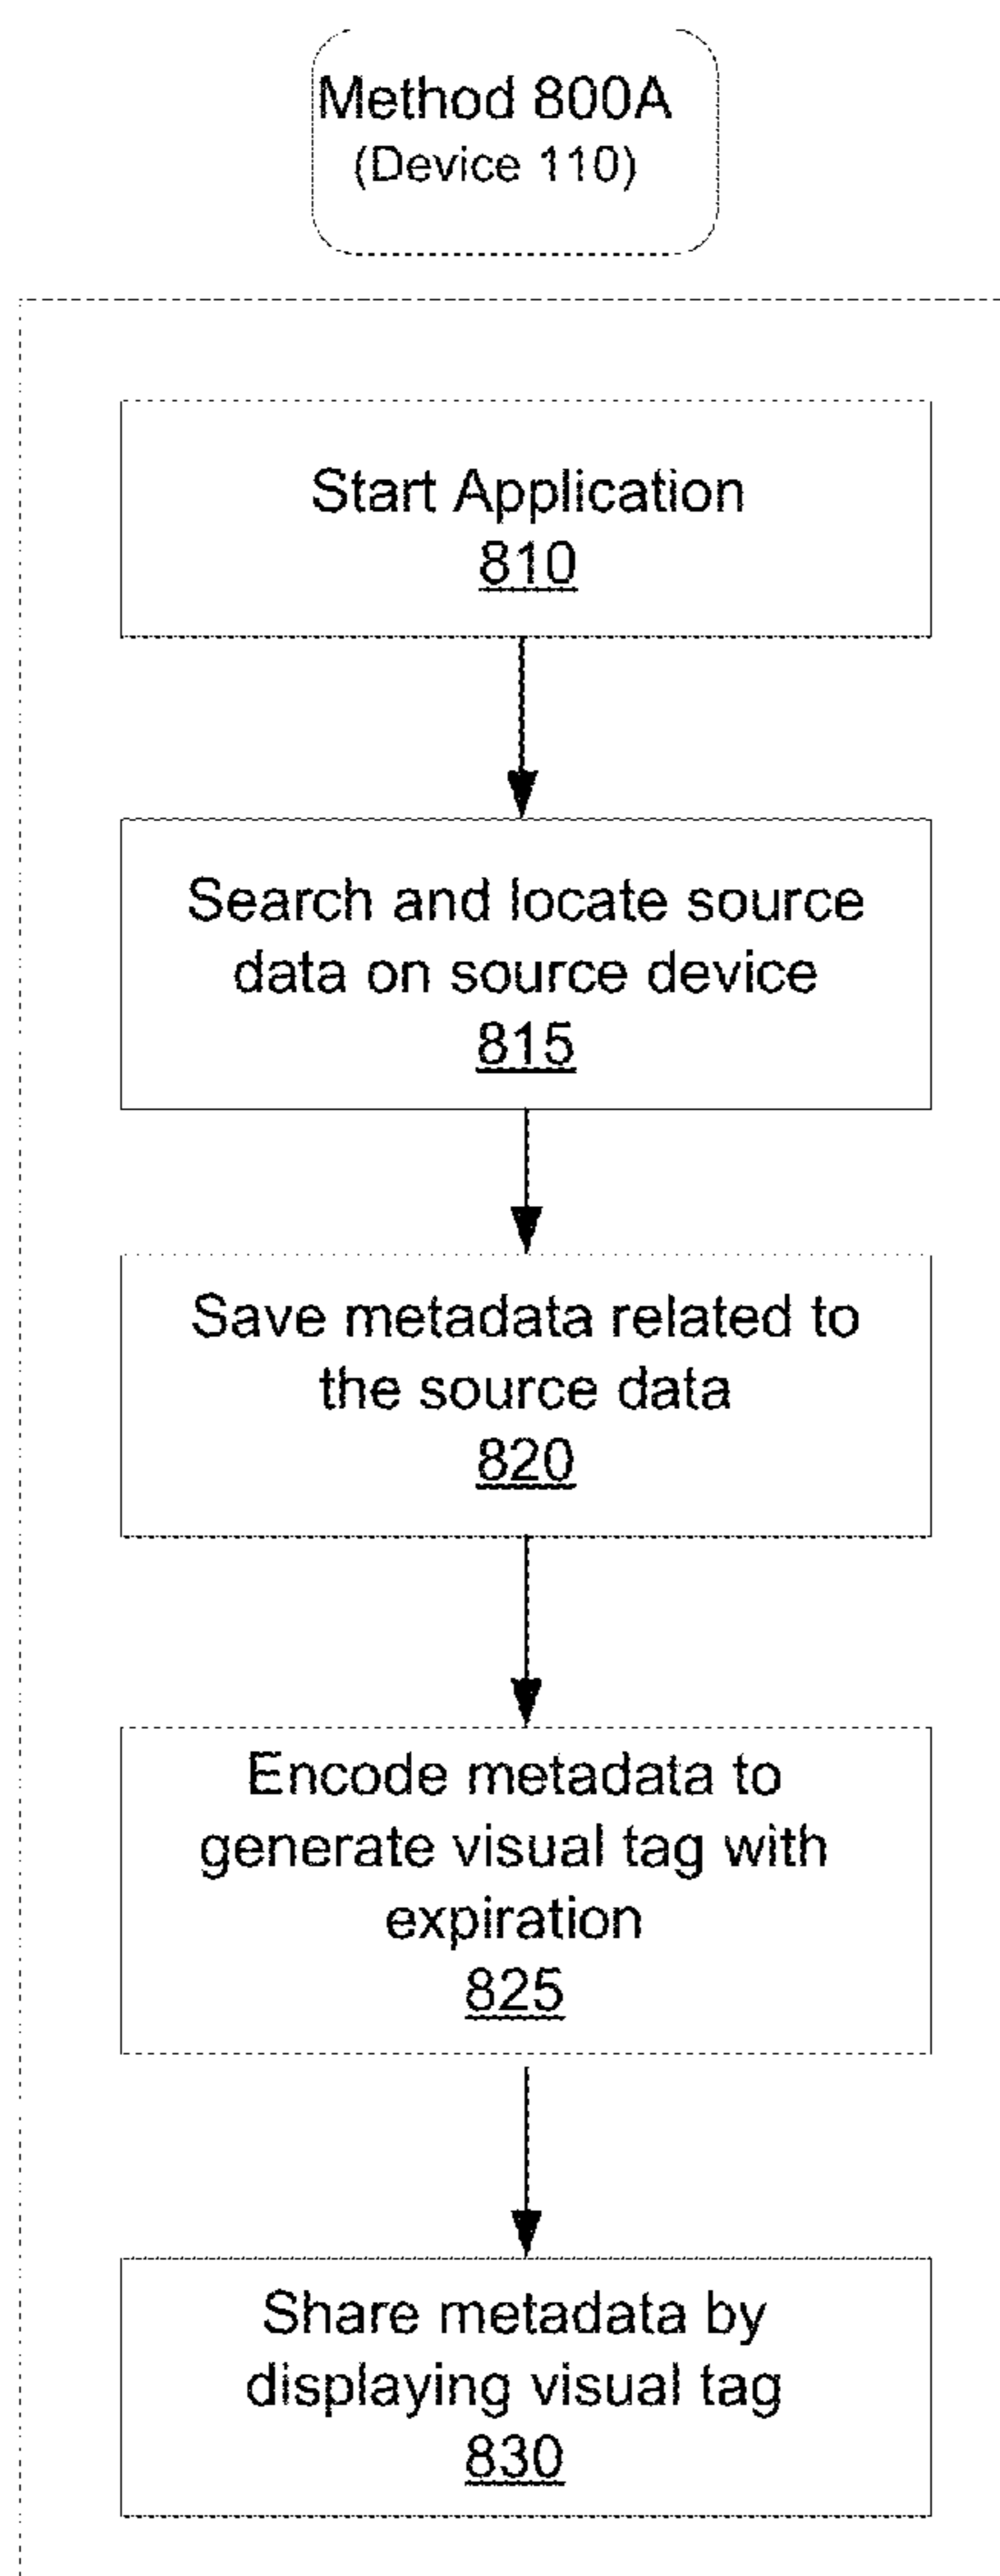 Method 800A
(Device 110)
Start Application
810
Search and locate source
data on source device
815
Save metadata related to
the source data
820
Encode metadata to
generate visual tag with
expiration
825
Share metadata by
displaying visual tag
830